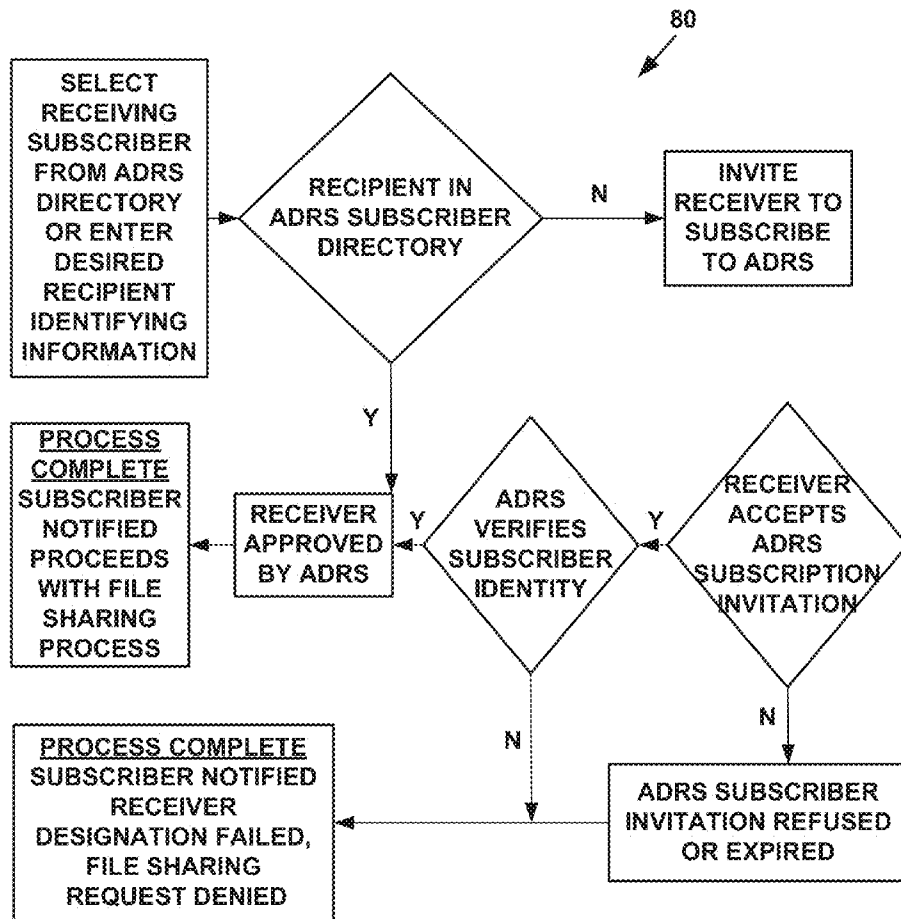 80
SELECT
RECEIVING
SUBSCRIBER
FROM ADRS
DIRECTORY
OR ENTER
DESIRED
RECIPIENT
IDENTIFYING
INFORMATION
RECIPIENT IN
ADRS SUBSCRIBER
DIRECTORY
N
INVITE
RECEIVER TO
SUBSCRIBE
TO ADRS
Y
PROCESS
COMPLETE
SUBSCRIBER
NOTIFIED
PROCEEDS
WITH FILE
SHARING
PROCESS
RECEIVER
APPROVED
BY ADRS
Y
ADRS
VERIFIES
SUBSCRIBER
IDENTITY
Y
RECEIVER
ACCEPTS
ADRS
SUBSCRIPTION
INVITATION
N
N
PROCESS COMPLETE
SUBSCRIBER NOTIFIED
RECEIVER
DESIGNATION FAILED,
FILE SHARING
REQUEST DENIED
ADRS SUBSCRIBER
INVITATION REFUSED
OR EXPIRED